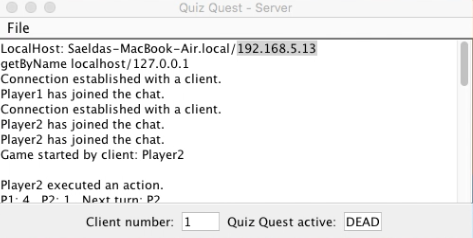 Quiz Quest - Server
File
LocalHost: Saeldas-MacBook-Air.local/192.168.5.13
getByName localhost/127.0.0.1
Connection established with a client.
Player1 has joined the chat.
Connection established with a client.
Player2 has joined the chat.
Player2 has joined the chat.
Game started by client: Player2
Player2 executed an action.
P1: 4 P2: 1 Next turn: P2
Client number: 1 Quiz Quest active: DEAD